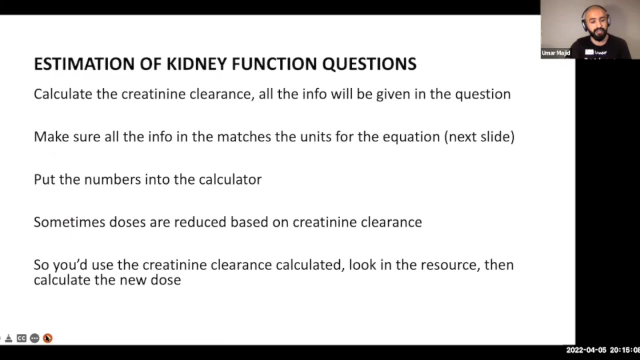 ESTIMATION OF KIDNEY FUNCTION QUESTIONS
Calculate the creatinine clearance, all the info will be given in the question
Make sure all the info in the matches the units for the equation (next slide)
Put the numbers into the calculator
Sometimes doses are reduced based on creatinine clearance
So you'd use the creatinine clearance calculated, look in the resource, then
calculate the new dose
Umar Majid
CC
2022-04-05 20:15:08